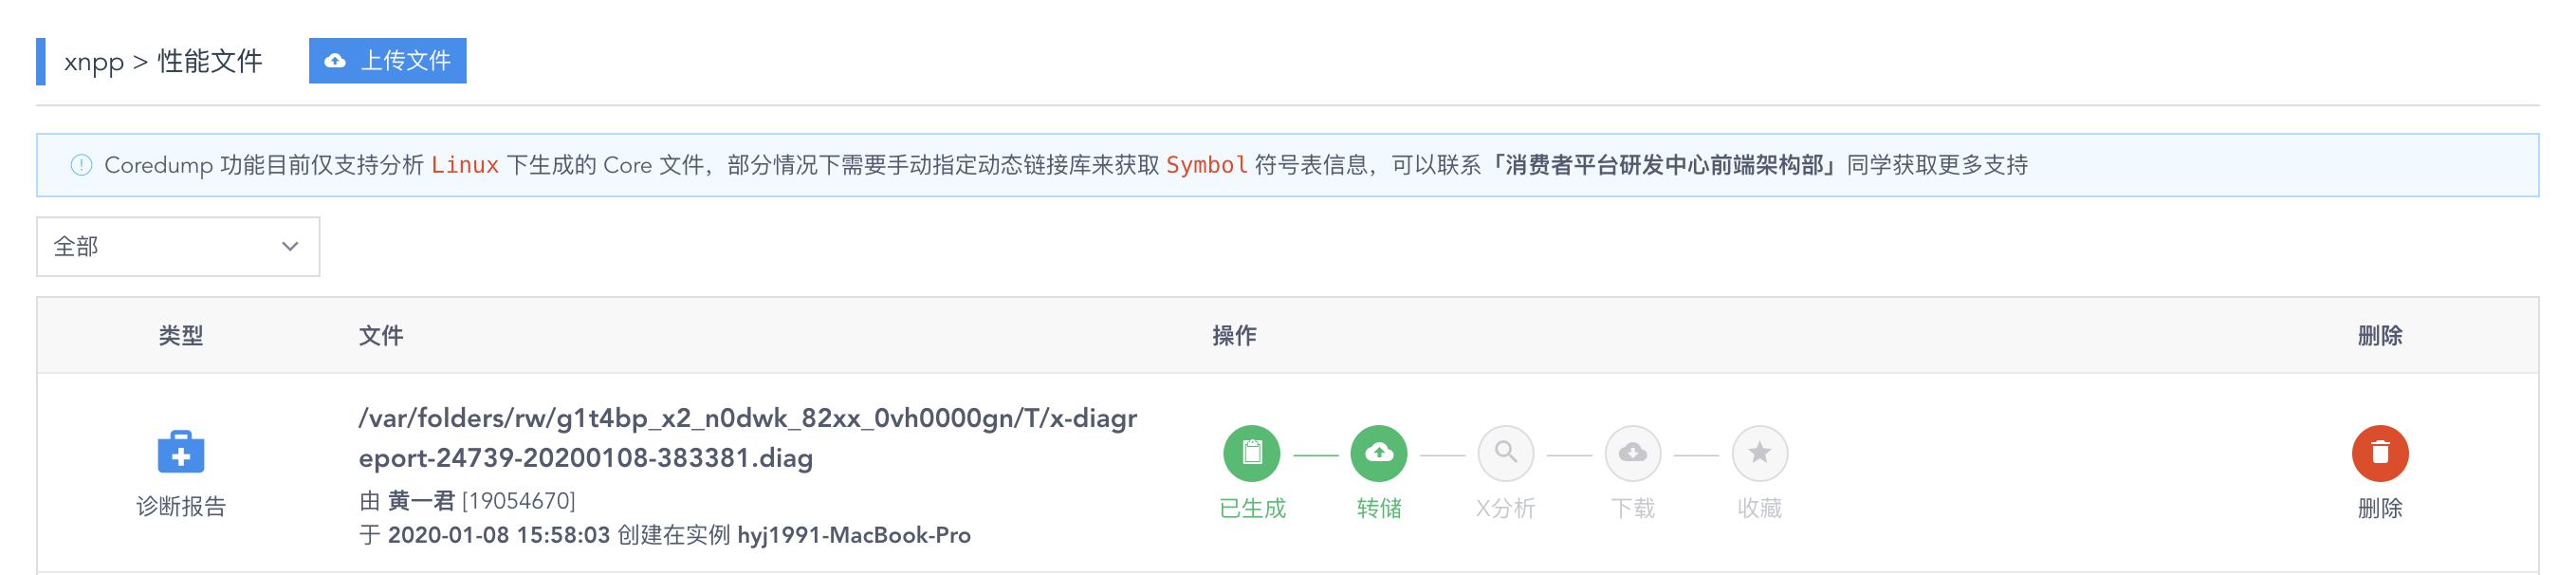 xnpp > 性能文件
上传文件
Coredump 功能目前仅支持分析 Linux 下生成的 Core 文件，部分情况下需要手动指定动态链接库来获取 Symbol 符号表信息，可以联系「消费者平台研发中心前端架构部」同学获取更多支持
全部
类型 文件 操作 删除
/var/folders/rw/g1t4bp_x2_n0dwk_82xx_0vh0000gn/T/x-diagr
eport-24739-20200108-383381.diag
诊断报告
由 黄一君 [19054670]
于 2020-01-08 15:58:03 创建在实例 hyj1991-MacBook-Pro
已生成 转储 X分析 下载 收藏
删除